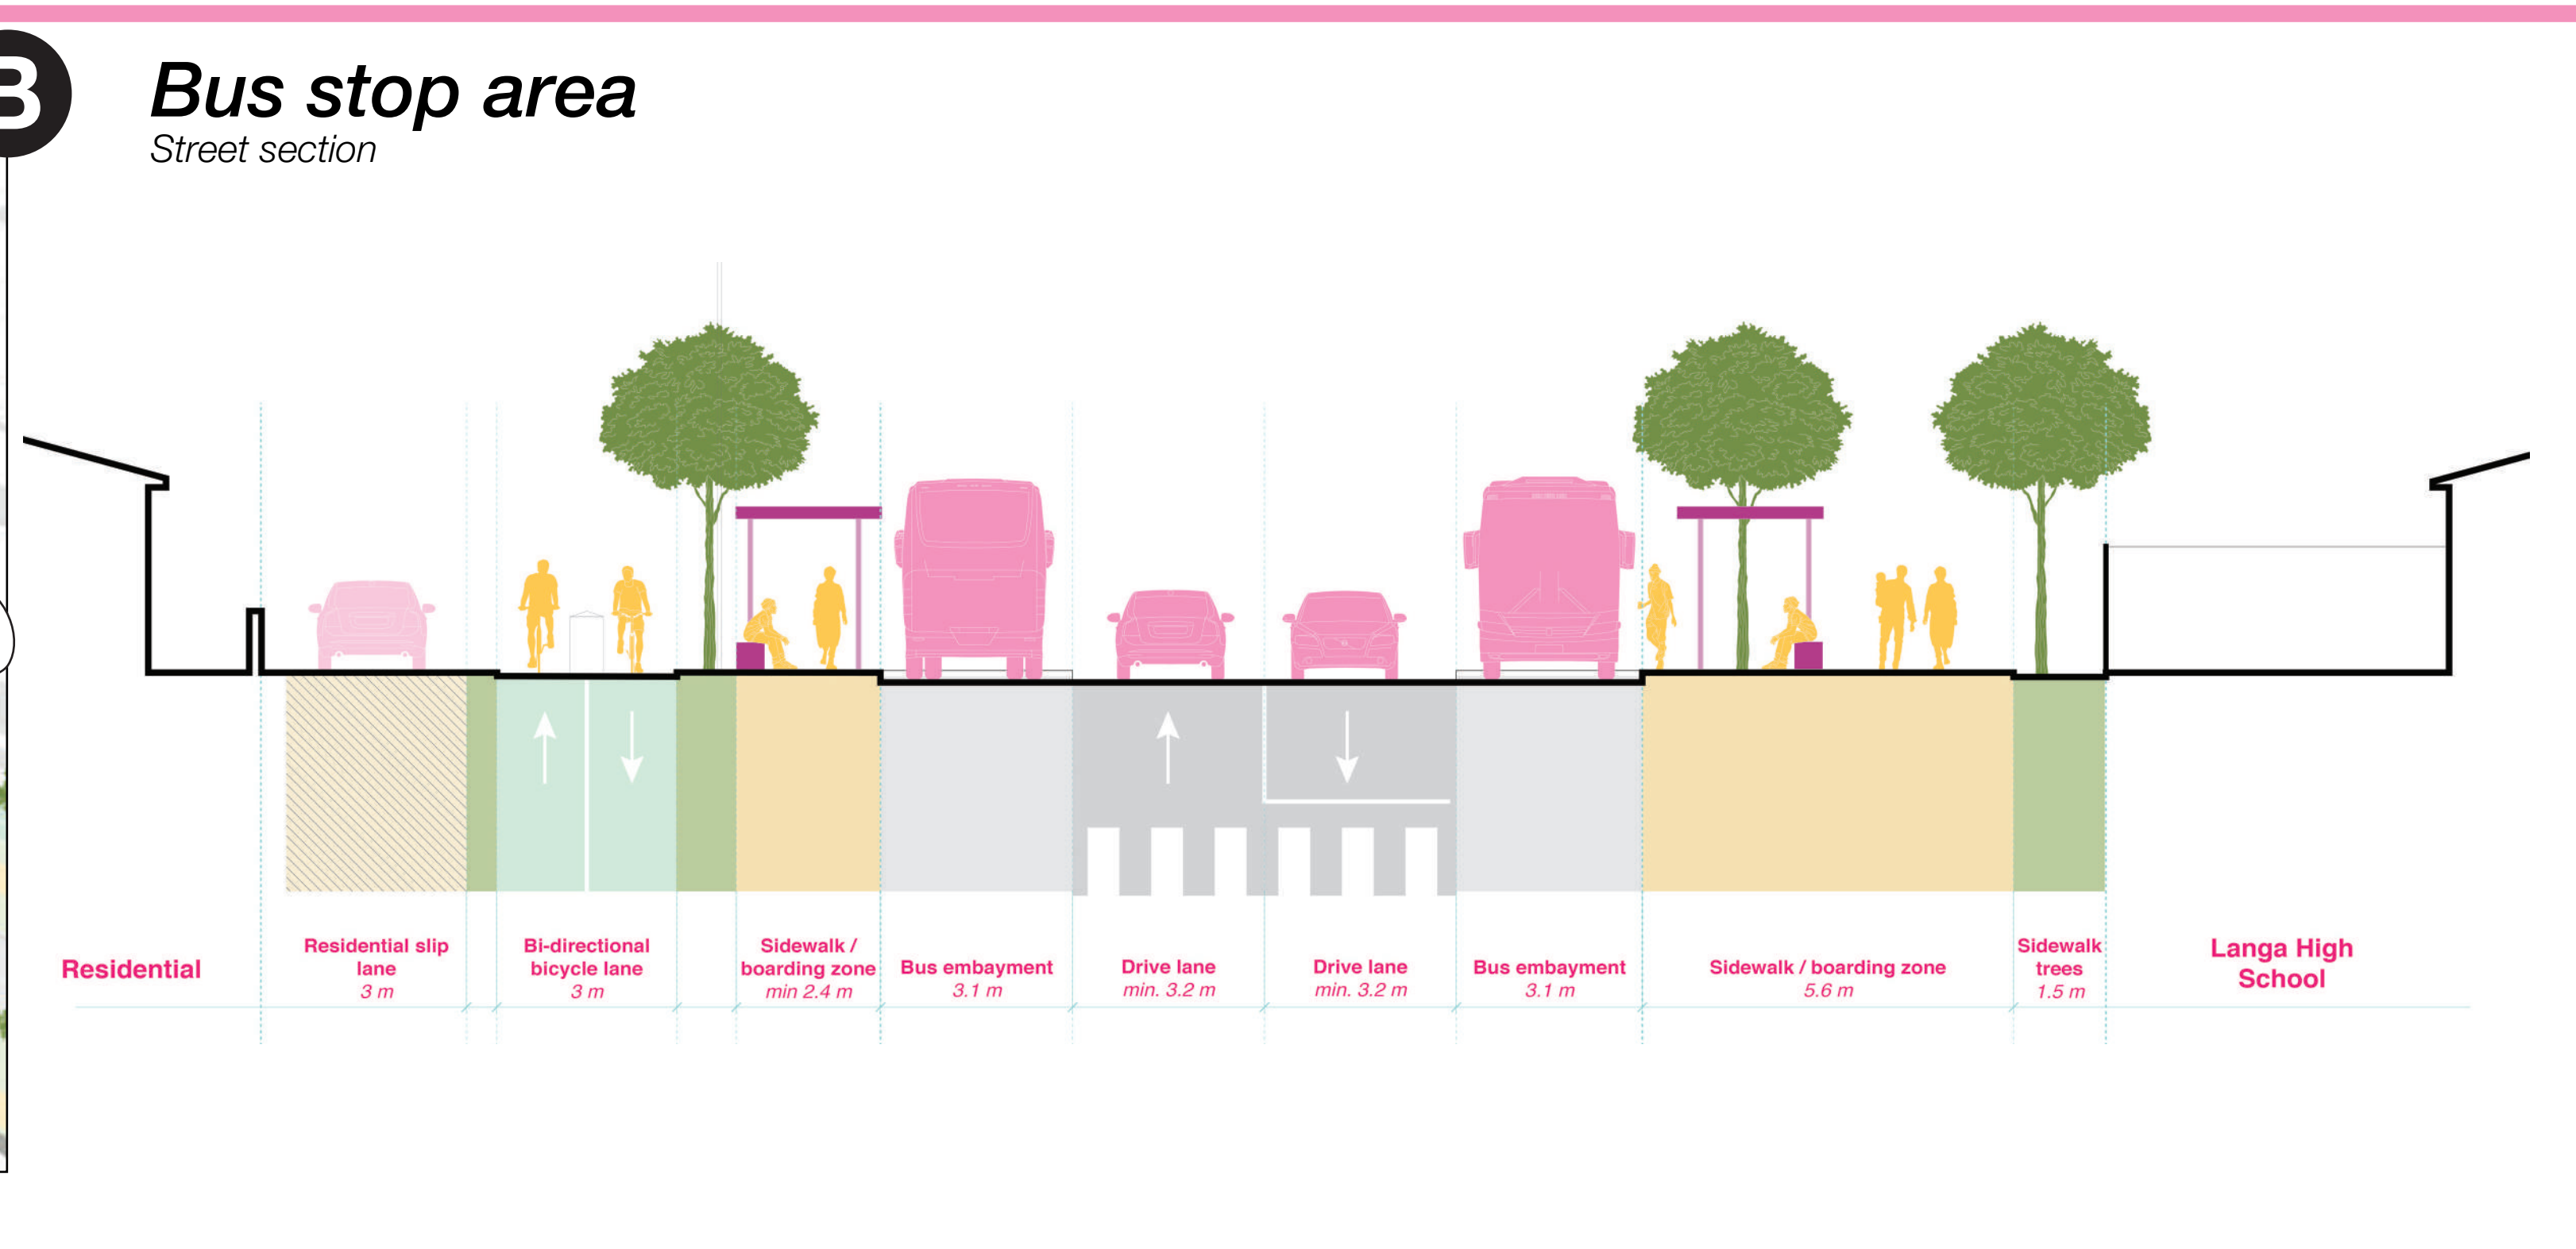 B
Bus stop area
Street section
Residential
Residential slip
lane
3 m
Bi-directional
bicycle lane
3 m
Sidewalk /
boarding zone
min 2.4 m
Bus embayment
3.1 m
Drive lane
min. 3.2 m
Drive lane
min. 3.2 m
Bus embayment
3.1 m
Sidewalk / boarding zone
5.6 m
Sidewalk
trees
1.5 m
Langa High
School